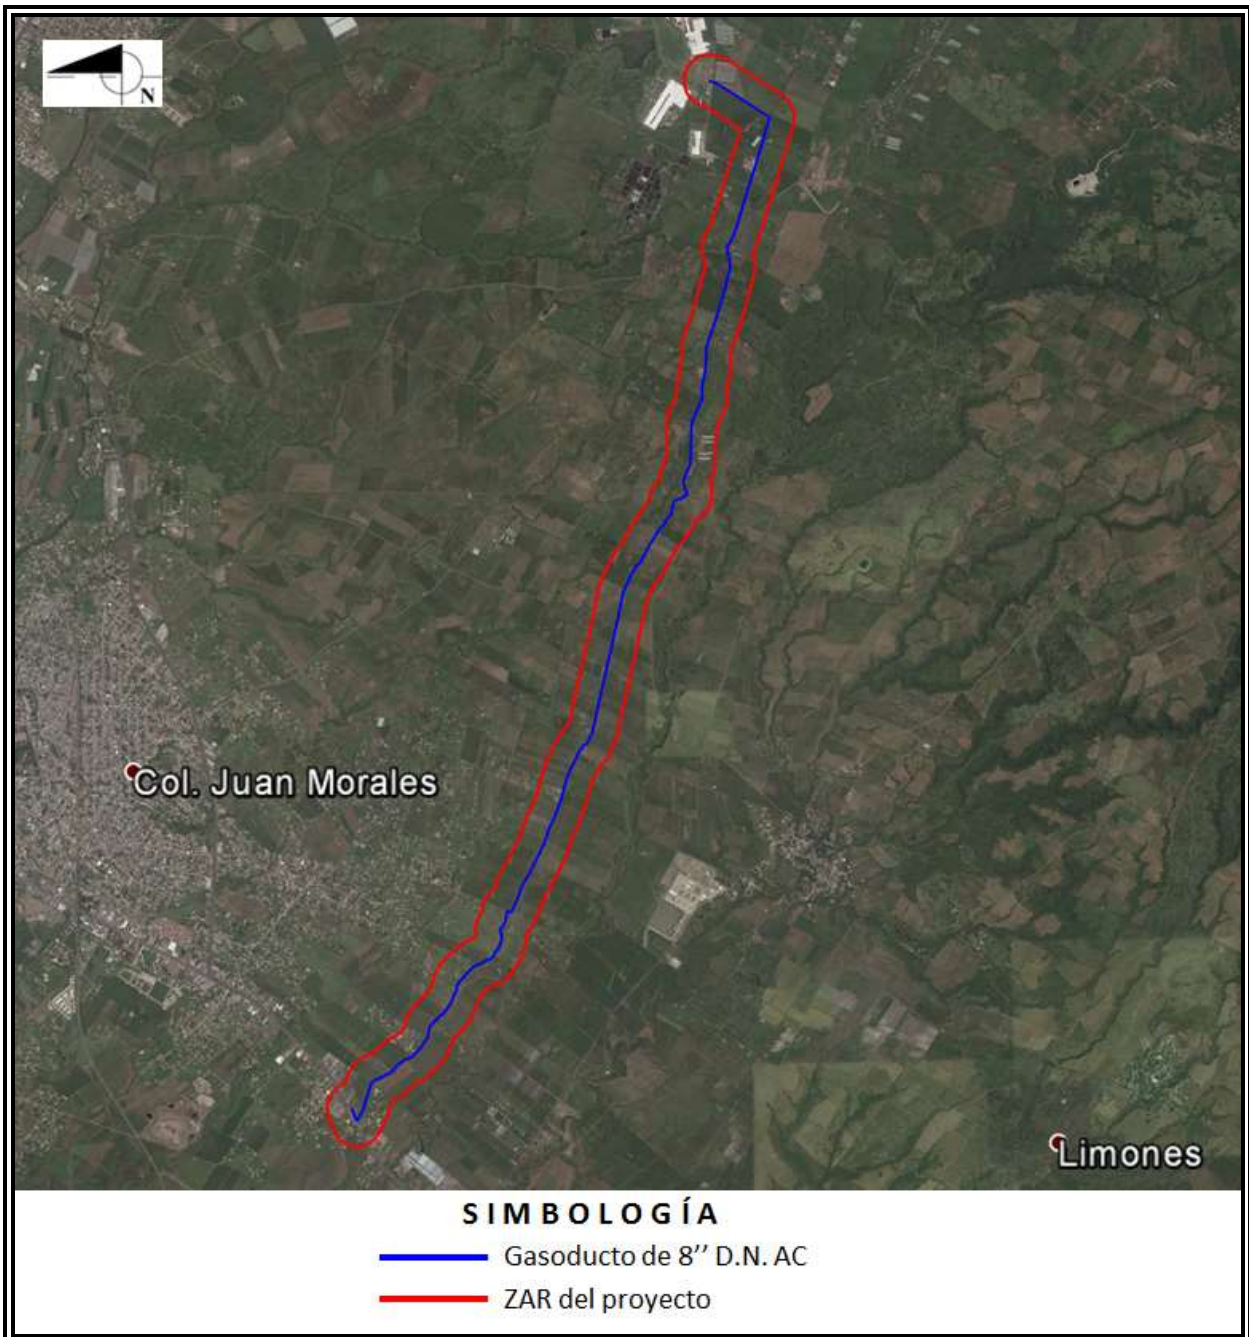 N
Col. Juan Morales
Limones
SIMBOLOGÍA
Gasoducto de 8’’ D.N. AC
ZAR del proyecto